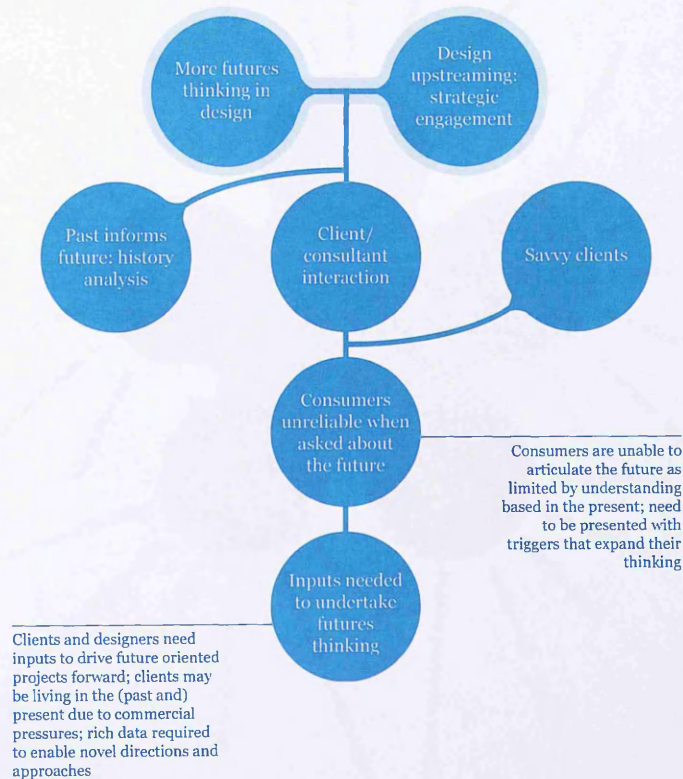 More futures
thinking in
design
Design
upstreaming:
strategic
engagement
Past informs
future: history
analysis
Client/
consultant
interaction
Savvy clients
Consumers
unreliable when
asked about
the future
Consumers are unable to
articulate the future as
limited by understanding
based in the present; need
to be presented with
triggers that expand their
thinking
Inputs needed
to undertake
futures
thinking
Clients and designers need
inputs to drive future oriented
projects forward; clients may
be living in the (past and)
present due to commercial
pressures; rich data required
to enable novel directions and
approaches